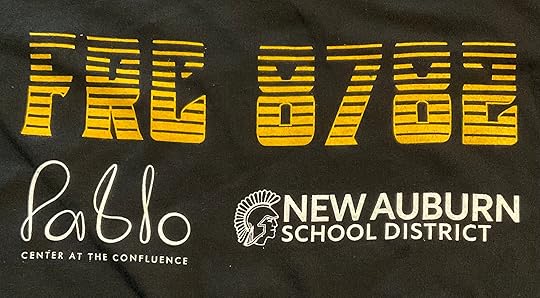 FRC 8782
Pablo
CENTER AT THE CONFLUENCE
NEW AUBURN
SCHOOL DISTRICT